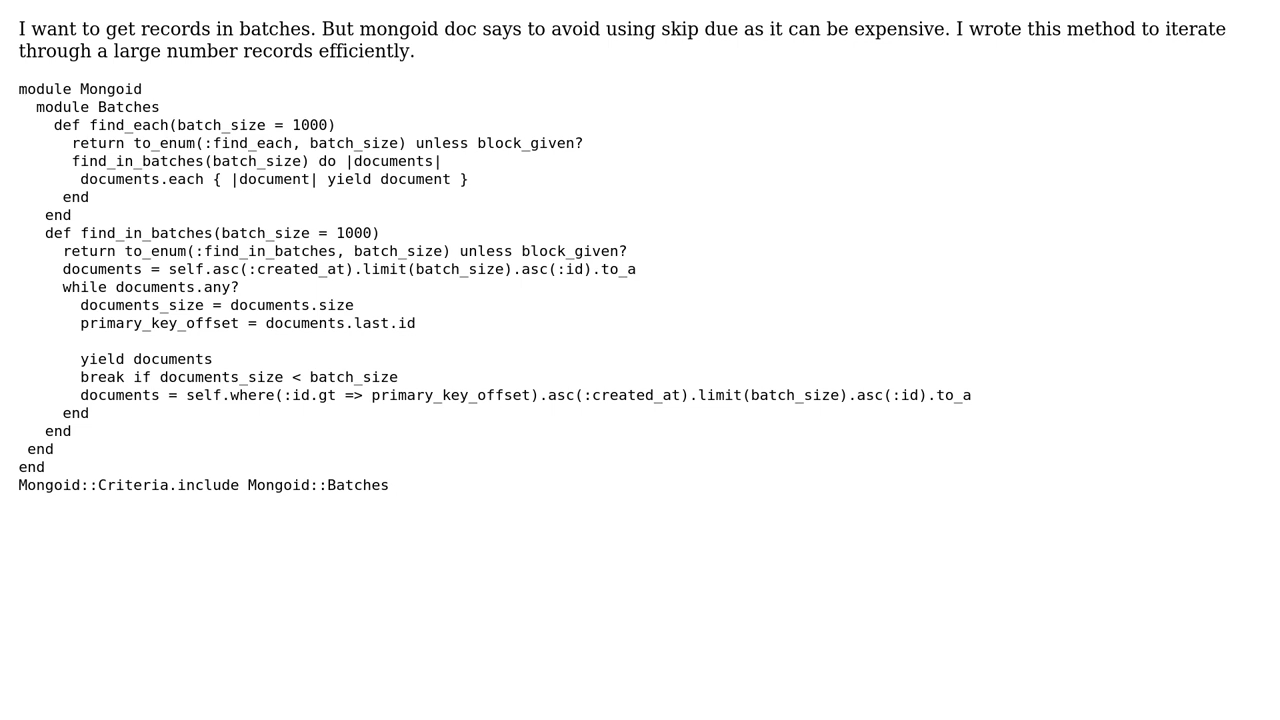 I want to get records in batches. But mongoid doc says to avoid using skip due as it can be expensive. I wrote this method to iterate
through a large number records efficiently.
module Mongoid
  module Batches
    def find_each(batch_size = 1000)
      return to_enum(:find_each, batch_size) unless block_given?
      find_in_batches(batch_size) do |documents|
       documents.each { |document| yield document }
     end
   end
   def find_in_batches(batch_size = 1000)
     return to_enum(:find_in_batches, batch_size) unless block_given?
     documents = self.asc(:created_at).limit(batch_size).asc(:id).to_a
     while documents.any?
       documents_size = documents.size
       primary_key_offset = documents.last.id

       yield documents
       break if documents_size < batch_size
       documents = self.where(:id.gt => primary_key_offset).asc(:created_at).limit(batch_size).asc(:id).to_a
     end
   end
 end
end
Mongoid::Criteria.include Mongoid::Batches